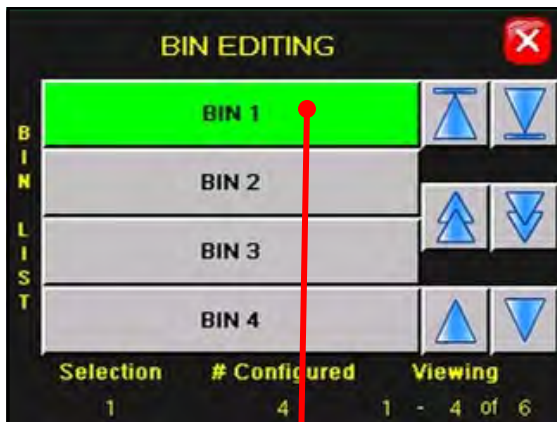 BIN EDITING
BIN LIST
BIN 1
BIN 2
BIN 3
BIN 4
Selection # Configured Viewing
1 4 1 - 4 of 6